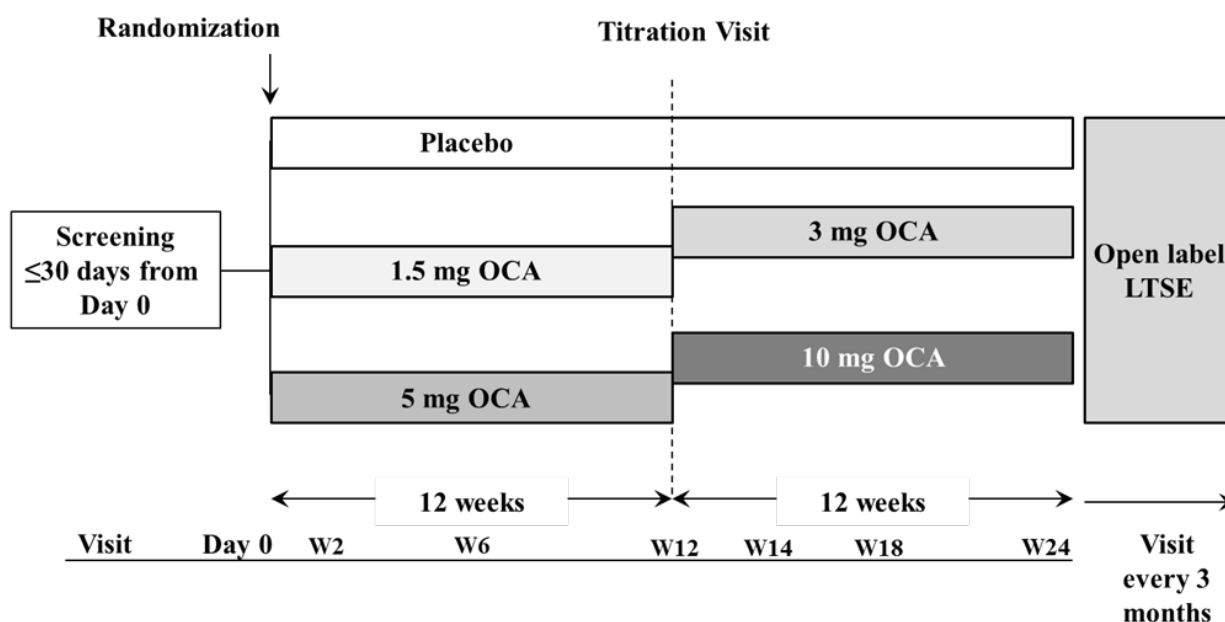 Randomization
Titration Visit
Placebo
Screening
≤30 days from
Day 0
1.5 mg OCA
3 mg OCA
5 mg OCA
10 mg OCA
Open label
LTSE
12 weeks
12 weeks
Visit Day 0 W2 W6 W12 W14 W18 W24
Visit
every 3
months